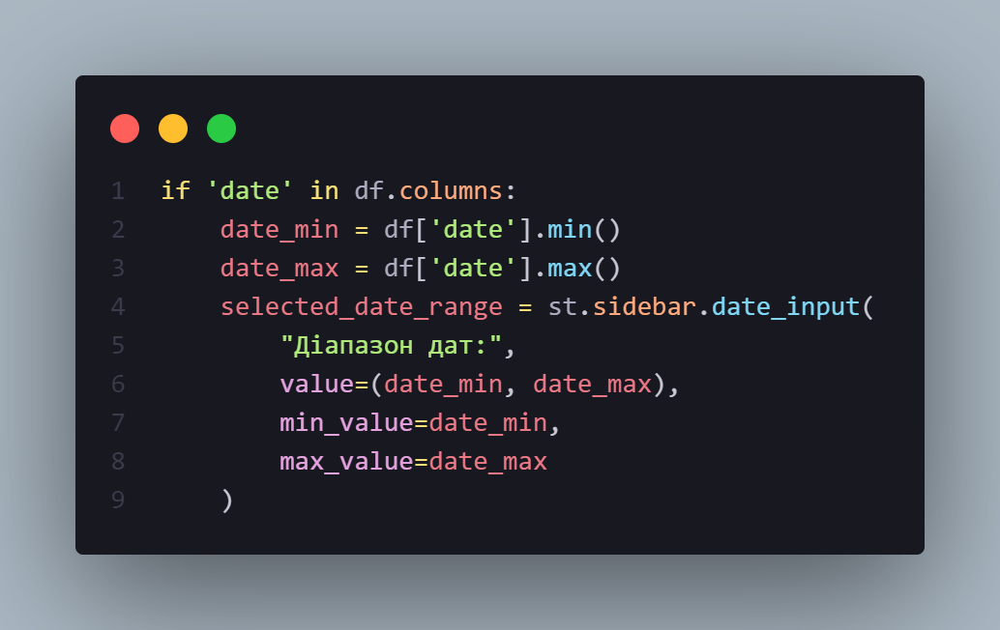 1 if 'date' in df.columns:
2     date_min = df['date'].min()
3     date_max = df['date'].max()
4     selected_date_range = st.sidebar.date_input(
5         "Діапазон дат:",
6         value=(date_min, date_max),
7         min_value=date_min,
8         max_value=date_max
9     )